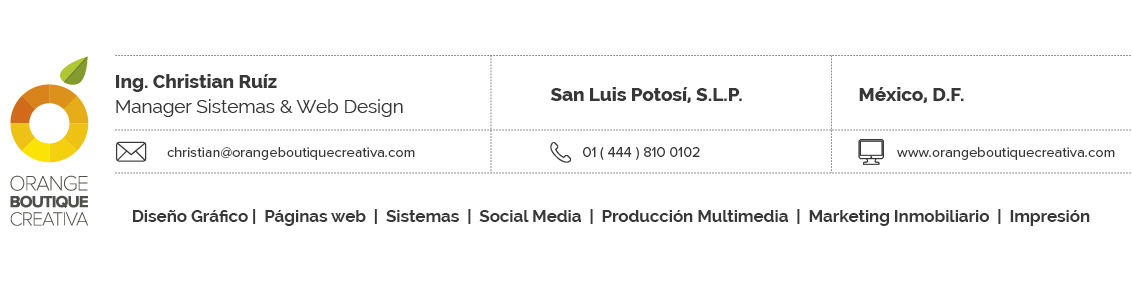 ORANGE
BOUTIQUE
CREATIVA
Ing. Christian Ruíz
Manager Sistemas & Web Design
San Luis Potosí, S.L.P.
México, D.F.
christian@orangeboutiquecreativa.com
01 ( 444 ) 810 0102
www.orangeboutiquecreativa.com
Diseño Gráfico | Páginas web | Sistemas | Social Media | Producción Multimedia | Marketing Inmobiliario | Impresión